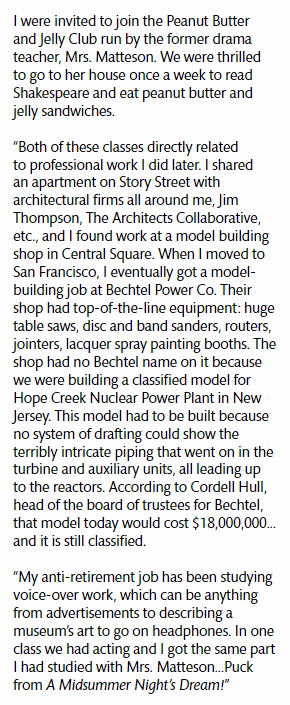 I were invited to join the Peanut Butter
and Jelly Club run by the former drama
teacher, Mrs. Matteson. We were thrilled
to go to her house once a week to read
Shakespeare and eat peanut butter and
jelly sandwiches.
“Both of these classes directly related
to professional work I did later. I shared
an apartment on Story Street with
architectural firms all around me, Jim
Thompson, The Architects Collaborative,
etc., and I found work at a model building
shop in Central Square. When I moved to
San Francisco, I eventually got a model-
building job at Bechtel Power Co. Their
shop had top-of-the-line equipment: huge
table saws, disc and band sanders, routers,
jointers, lacquer spray painting booths. The
shop had no Bechtel name on it because
we were building a classified model for
Hope Creek Nuclear Power Plant in New
Jersey. This model had to be built because
no system of drafting could show the
terribly intricate piping that went on in the
turbine and auxiliary units, all leading up
to the reactors. According to Cordell Hull,
head of the board of trustees for Bechtel,
that model today would cost $18,000,000...
and it is still classified.
“My anti-retirement job has been studying
voice-over work, which can be anything
from advertisements to describing a
museum’s art to go on headphones. In one
class we had acting and I got the same part
I had studied with Mrs. Matteson...Puck
from A Midsummer Night’s Dream!”